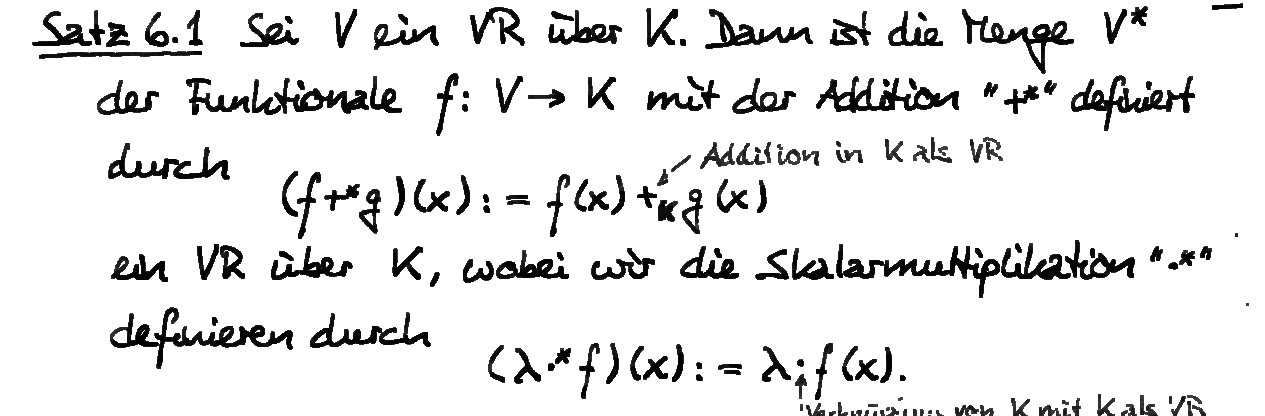 Satz 6.1 Sei V ein VR über K. Dann ist die Menge V*
der Funktionale f: V → K mit der Addition "+*" definiert
durch
Addition in K als VR
(f +* g)(x) := f(x) +_K g(x)
ein VR über K, wobei wir die Skalarmultiplikation "·*"
definieren durch
(λ ·* f)(x) := λ · f(x).
von K mit K als VR